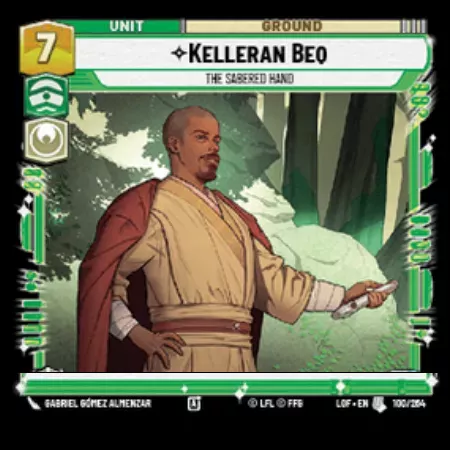 UNIT GROUND
7
KELLERAN BEQ
THE SABERED HAND
GABRIEL GÓMEZ ALMENZAR A © LFL © FFG LOF • EN 100/264